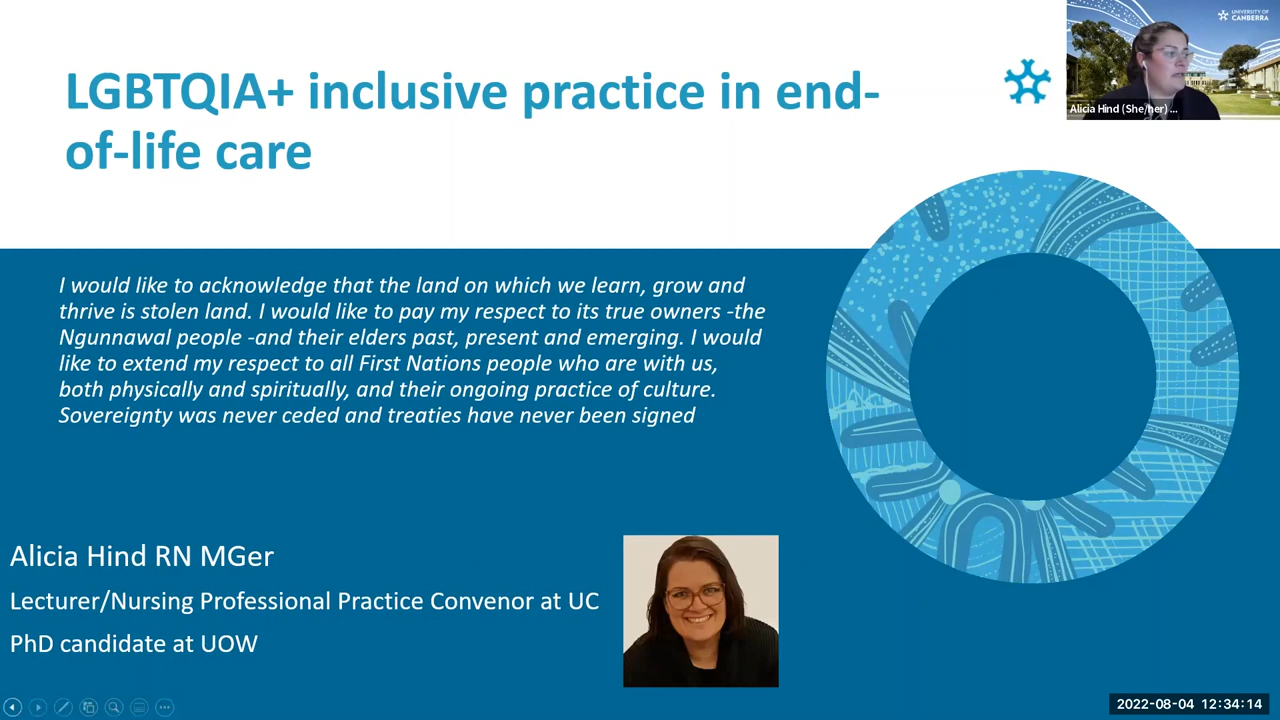 LGBTQIA+ inclusive practice in end-
of-life care
UNIVERSITY OF
CANBERRA
Alicia Hind (She/her) ...
I would like to acknowledge that the land on which we learn, grow and
thrive is stolen land. I would like to pay my respect to its true owners -the
Ngunnawal people -and their elders past, present and emerging. I would
like to extend my respect to all First Nations people who are with us,
both physically and spiritually, and their ongoing practice of culture.
Sovereignty was never ceded and treaties have never been signed
Alicia Hind RN MGer
Lecturer/Nursing Professional Practice Convenor at UC
PhD candidate at UOW
2022-08-04 12:34:14